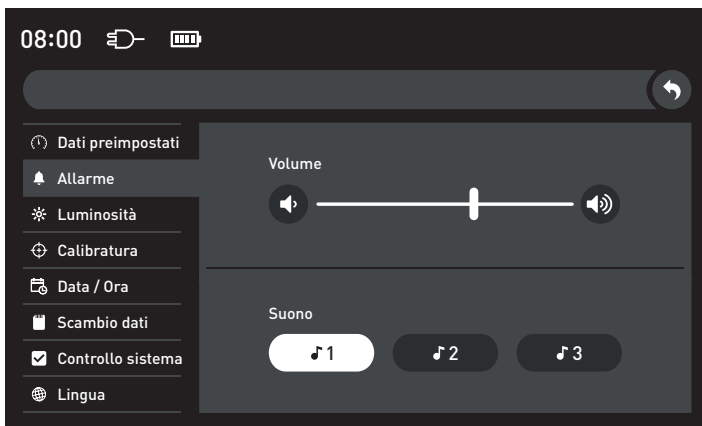 08:00
Dati preimpostati
Allarme
Luminosità
Calibratura
Data / Ora
Scambio dati
Controllo sistema
Lingua
Volume
Suono
1
2
3